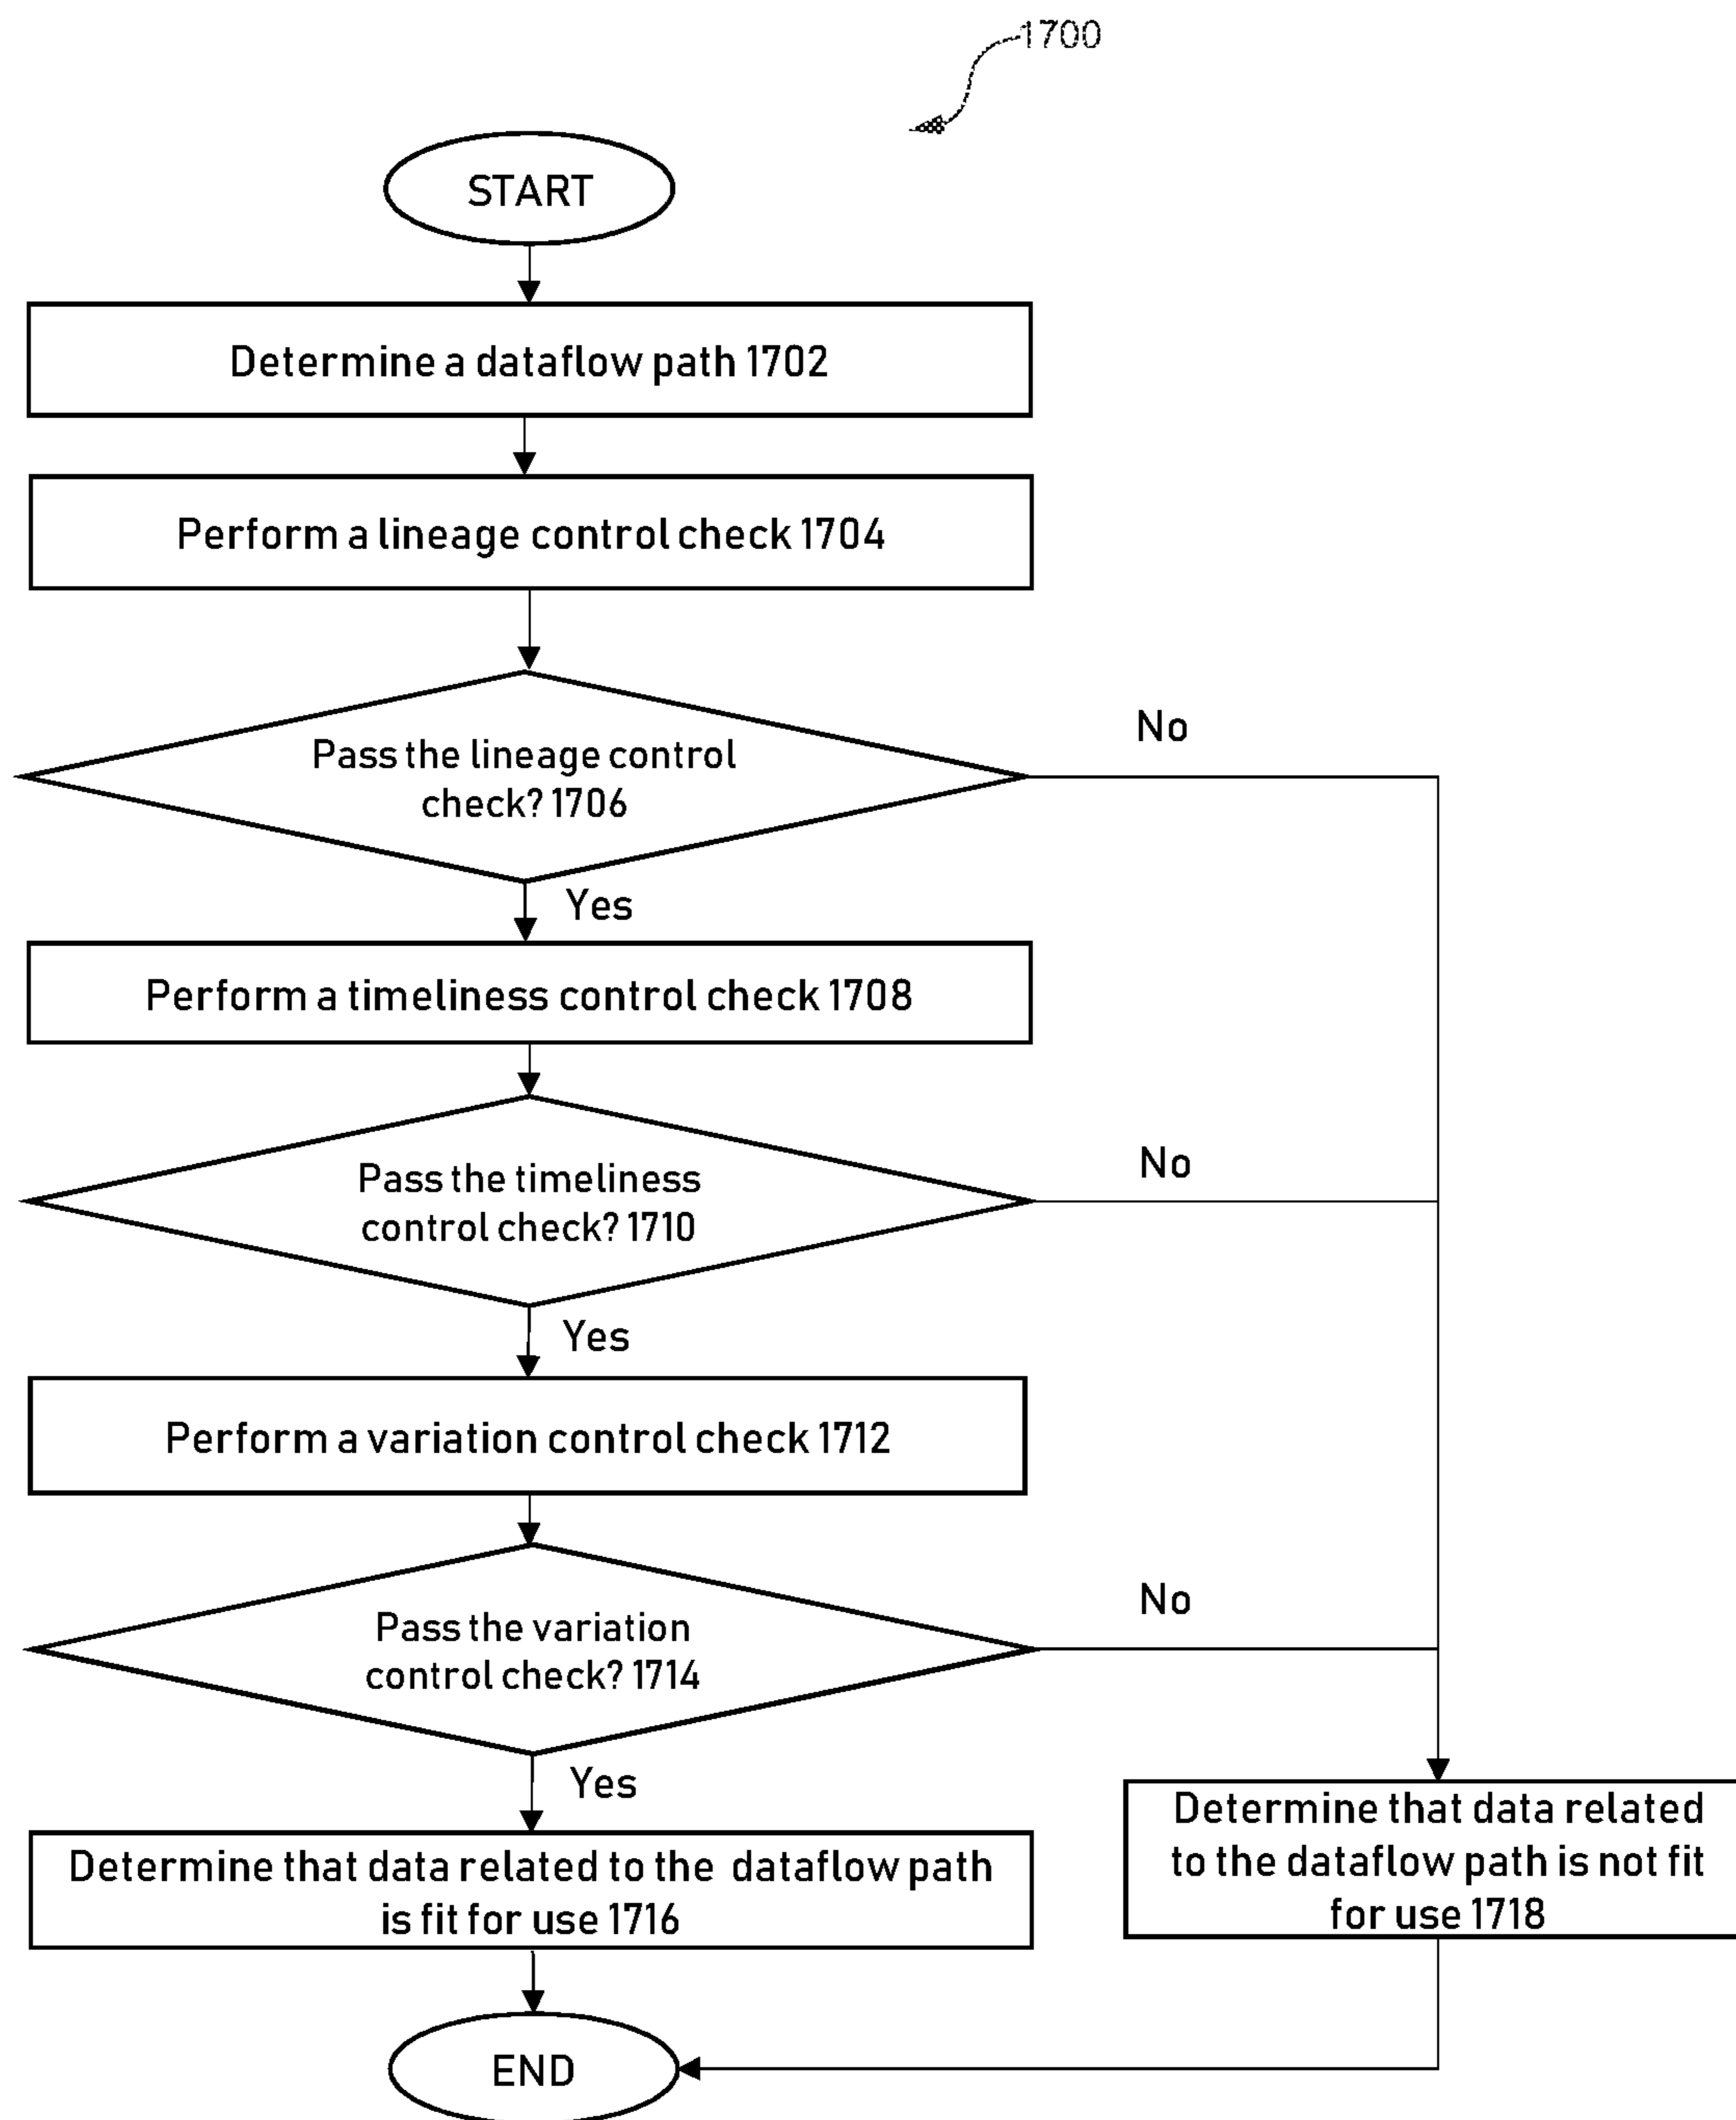 1700
START
Determine a dataflow path 1702
Perform a lineage control check 1704
Pass the lineage control
check? 1706
No
Yes
Perform a timeliness control check 1708
Pass the timeliness
control check? 1710
No
Yes
Perform a variation control check 1712
Pass the variation
control check? 1714
No
Yes
Determine that data related to the dataflow path
is fit for use 1716
Determine that data related
to the dataflow path is not fit
for use 1718
END